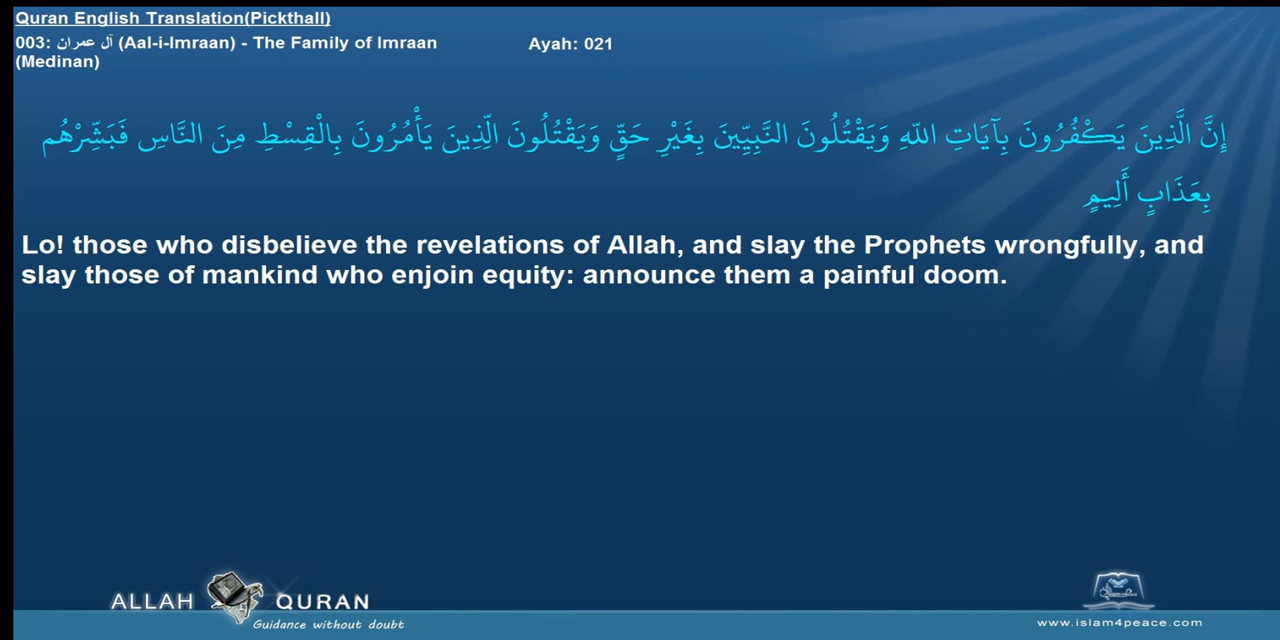 Quran English Translation(Pickthall)
003: آل عمران (Aal-i-Imraan) - The Family of Imraan
(Medinan)
Ayah: 021
إِنَّ الَّذِينَ يَكْفُرُونَ بِآيَاتِ اللَّهِ وَيَقْتُلُونَ النَّبِيِّينَ بِغَيْرِ حَقٍّ وَيَقْتُلُونَ الَّذِينَ يَأْمُرُونَ بِالْقِسْطِ مِنَ النَّاسِ فَبَشِّرْهُم
بِعَذَابٍ أَلِيمٍ
Lo! those who disbelieve the revelations of Allah, and slay the Prophets wrongfully, and
slay those of mankind who enjoin equity: announce them a painful doom.
ALLAH QURAN
Guidance without doubt
www.islam4peace.com